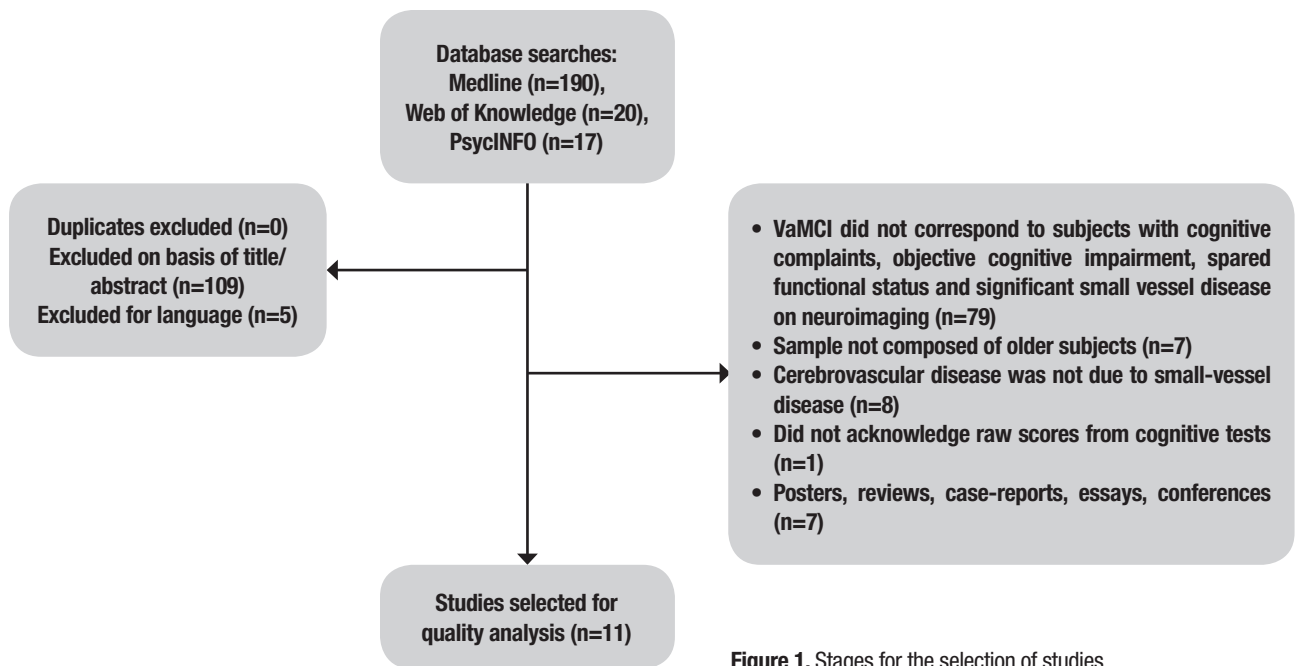 Database searches:
Medline (n=190),
Web of Knowledge (n=20),
PsycINFO (n=17)
Duplicates excluded (n=0)
Excluded on basis of title/
abstract (n=109)
Excluded for language (n=5)
• VaMCI did not correspond to subjects with cognitive
complaints, objective cognitive impairment, spared
functional status and significant small vessel disease
on neuroimaging (n=79)
• Sample not composed of older subjects (n=7)
• Cerebrovascular disease was not due to small-vessel
disease (n=8)
• Did not acknowledge raw scores from cognitive tests
(n=1)
• Posters, reviews, case-reports, essays, conferences
(n=7)
Studies selected for
quality analysis (n=11)
Figure 1. Stages for the selection of studies